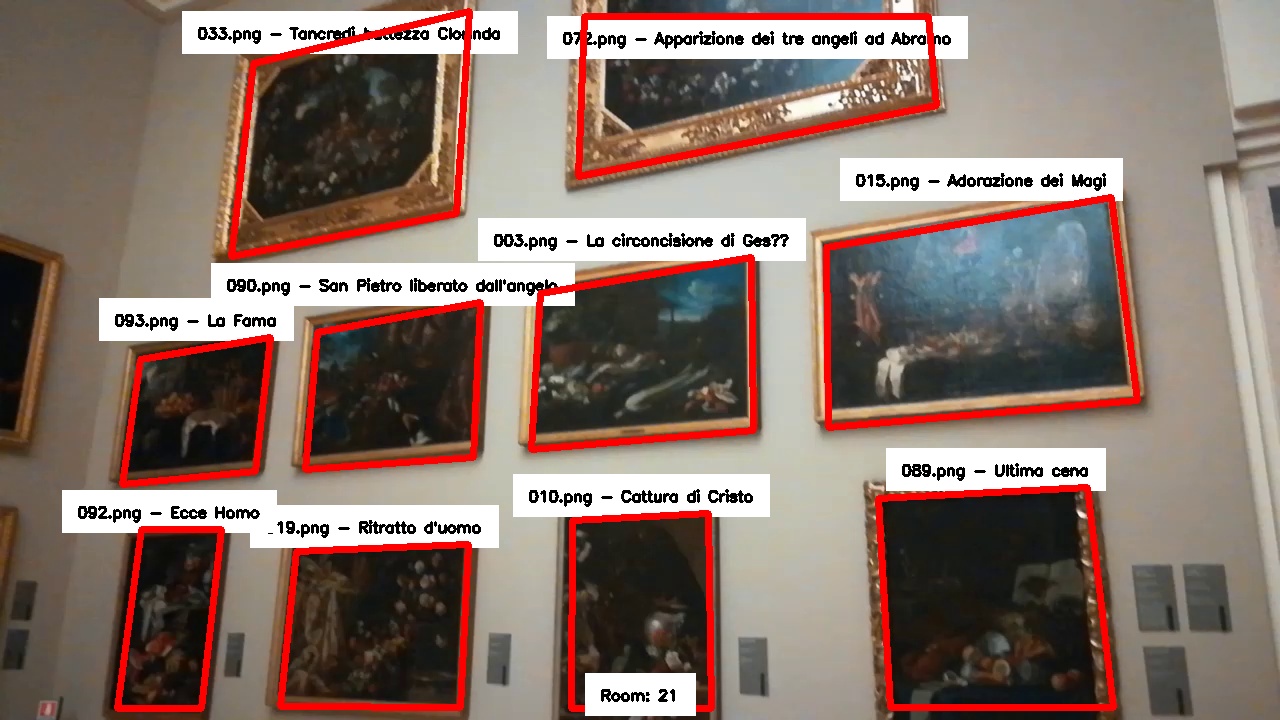 033.png - Tancredi battezza Clorinda
072.png - Apparizione dei tre angeli ad Abramo
015.png - Adorazione dei Magi
003.png - La circoncisione di Ges??
090.png - San Pietro liberato dall'angelo
093.png - La Fama
089.png - Ultima cena
010.png - Cattura di Cristo
092.png - Ecce Homo
19.png - Ritratto d'uomo
Room: 21